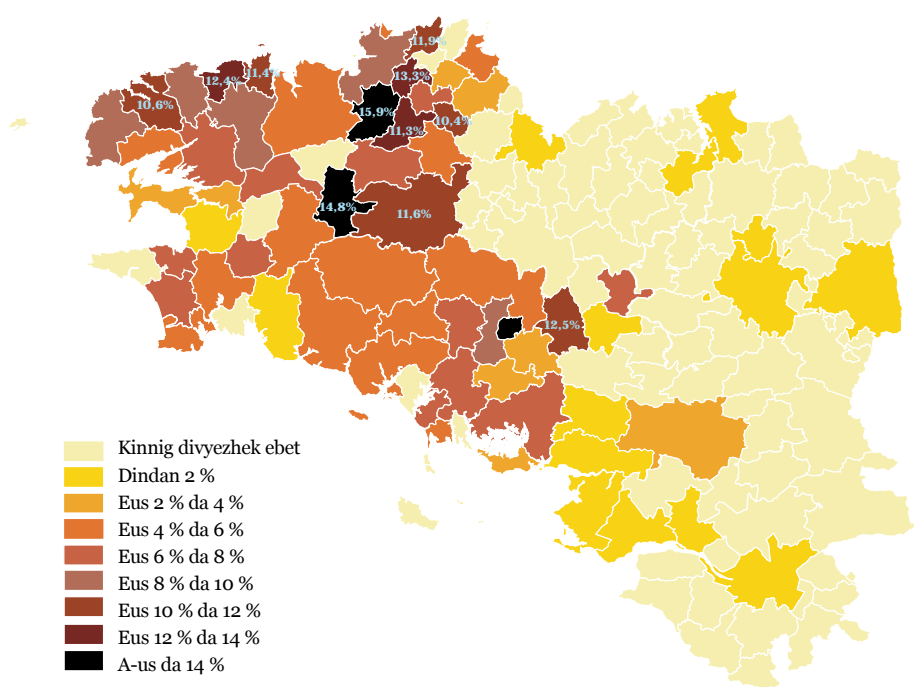 11,9%
12,4%
11,4%
13,3%
10,6%
15,9%
11,3%
10,4%
14,8%
11,6%
12,5%
Kinnig divyezhek ebet
Dindan 2 %
Eus 2 % da 4 %
Eus 4 % da 6 %
Eus 6 % da 8 %
Eus 8 % da 10 %
Eus 10 % da 12 %
Eus 12 % da 14 %
A-us da 14 %